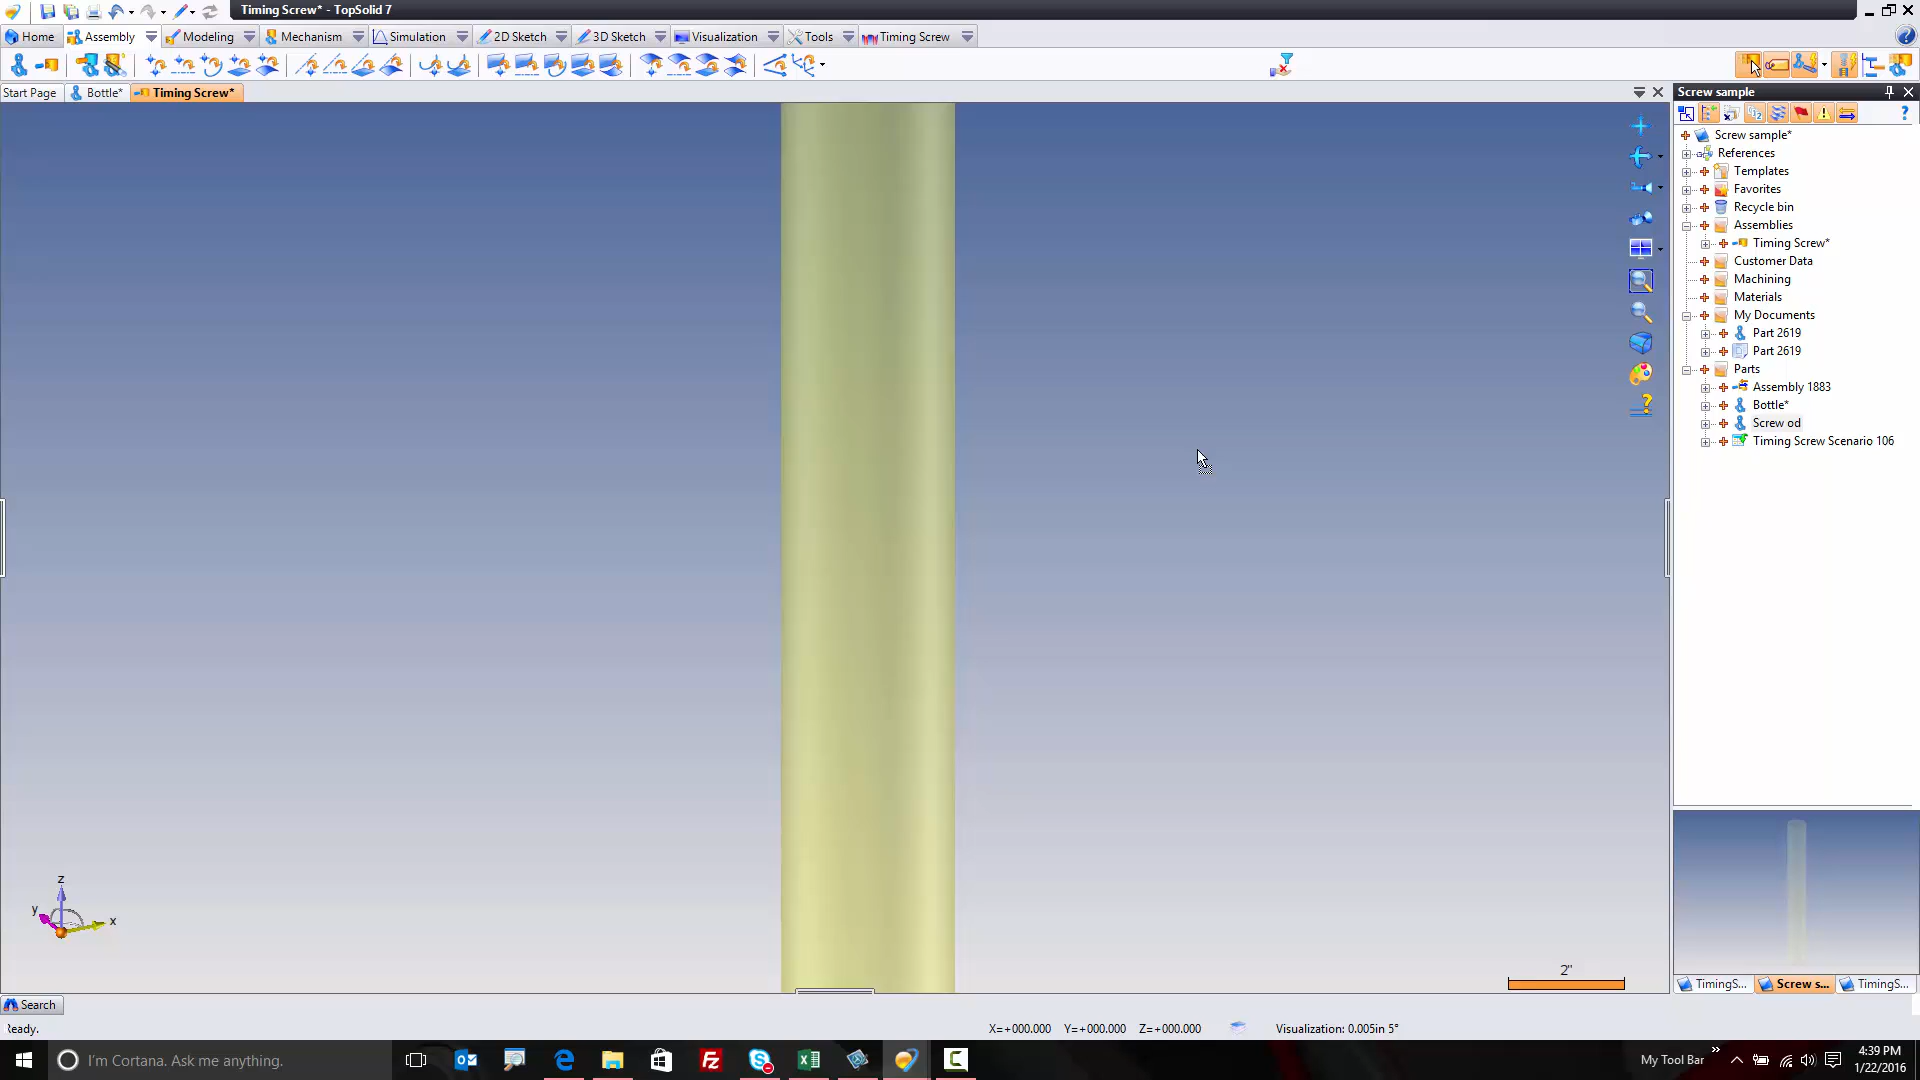 Timing Screw* - TopSolid 7
Home Assembly Modeling Mechanism Simulation 2D Sketch 3D Sketch Visualization Tools Timing Screw
Start Page Bottle* Timing Screw*
Screw sample
Screw sample*
References
Templates
Favorites
Recycle bin
Assemblies
Timing Screw*
Customer Data
Machining
Materials
My Documents
Part 2619
Part 2619
Parts
Assembly 1883
Bottle*
Screw od
Timing Screw Scenario 106
z
y
x
2"
TimingS... Screw s... TimingS...
Search
Ready.
X=+000.000 Y=+000.000 Z=+000.000 Visualization: 0.005in 5°
I'm Cortana. Ask me anything.
My Tool Bar
4:39 PM
1/22/2016